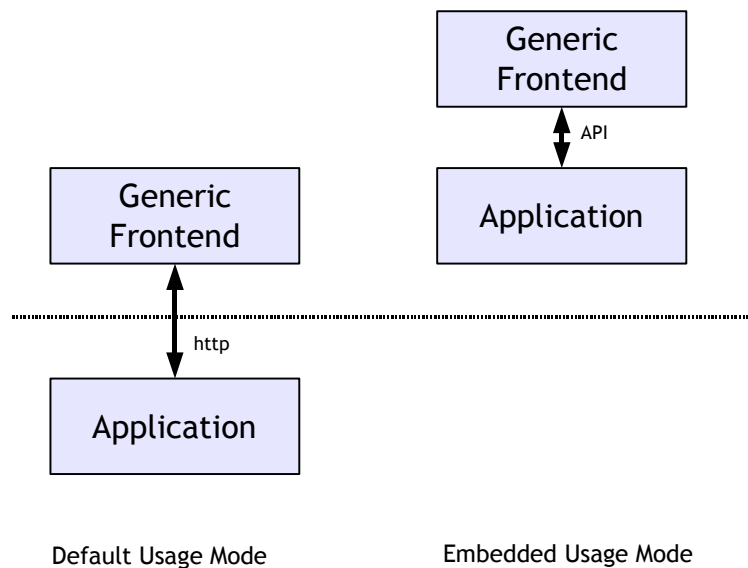 Generic
Frontend
API
Application
Generic
Frontend
http
Application
Default Usage Mode
Embedded Usage Mode